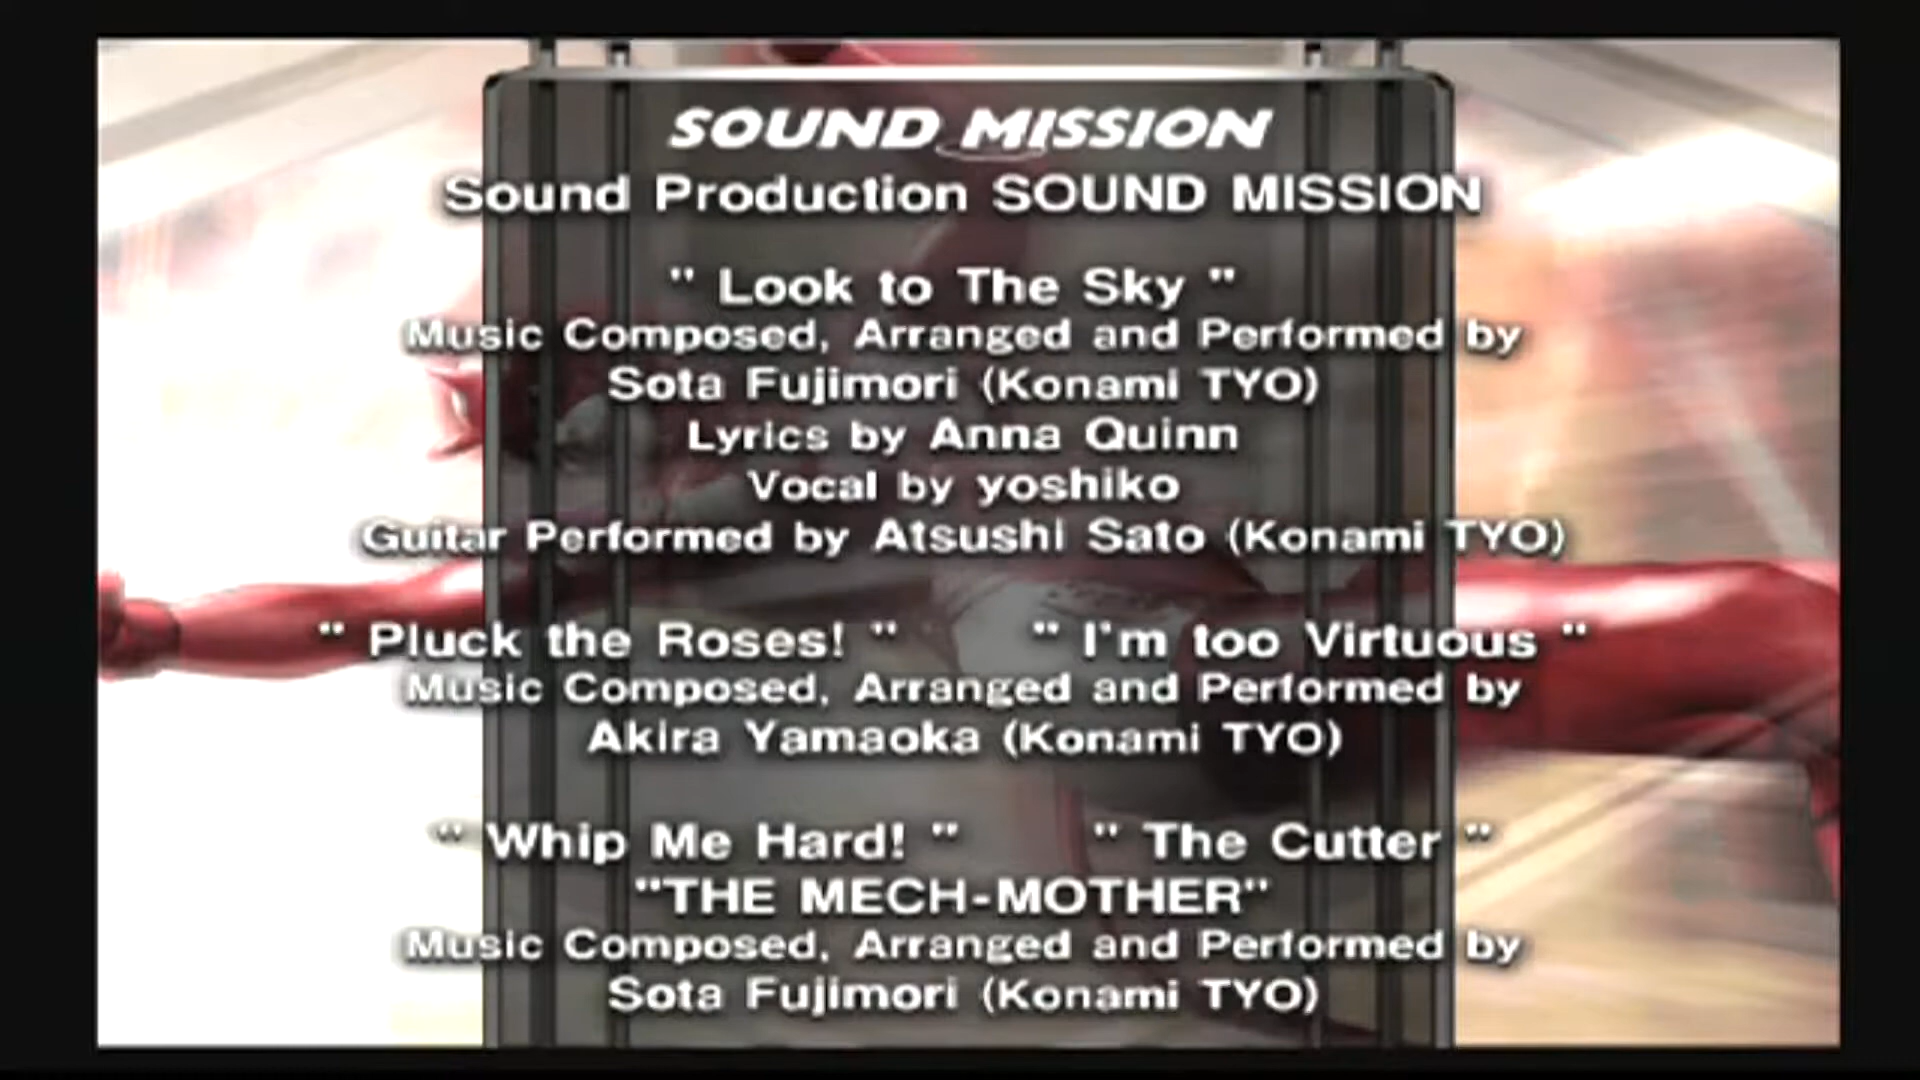 SOUND MISSION
Sound Production SOUND MISSION
" Look to The Sky "
Music Composed, Arranged and Performed by
Sota Fujimori (Konami TYO)
Lyrics by Anna Quinn
Vocal by yoshiko
Guitar Performed by Atsushi Sato (Konami TYO)
" Pluck the Roses! " " I'm too Virtuous "
Music Composed, Arranged and Performed by
Akira Yamaoka (Konami TYO)
" Whip Me Hard! " " The Cutter "
"THE MECH-MOTHER"
Music Composed, Arranged and Performed by
Sota Fujimori (Konami TYO)